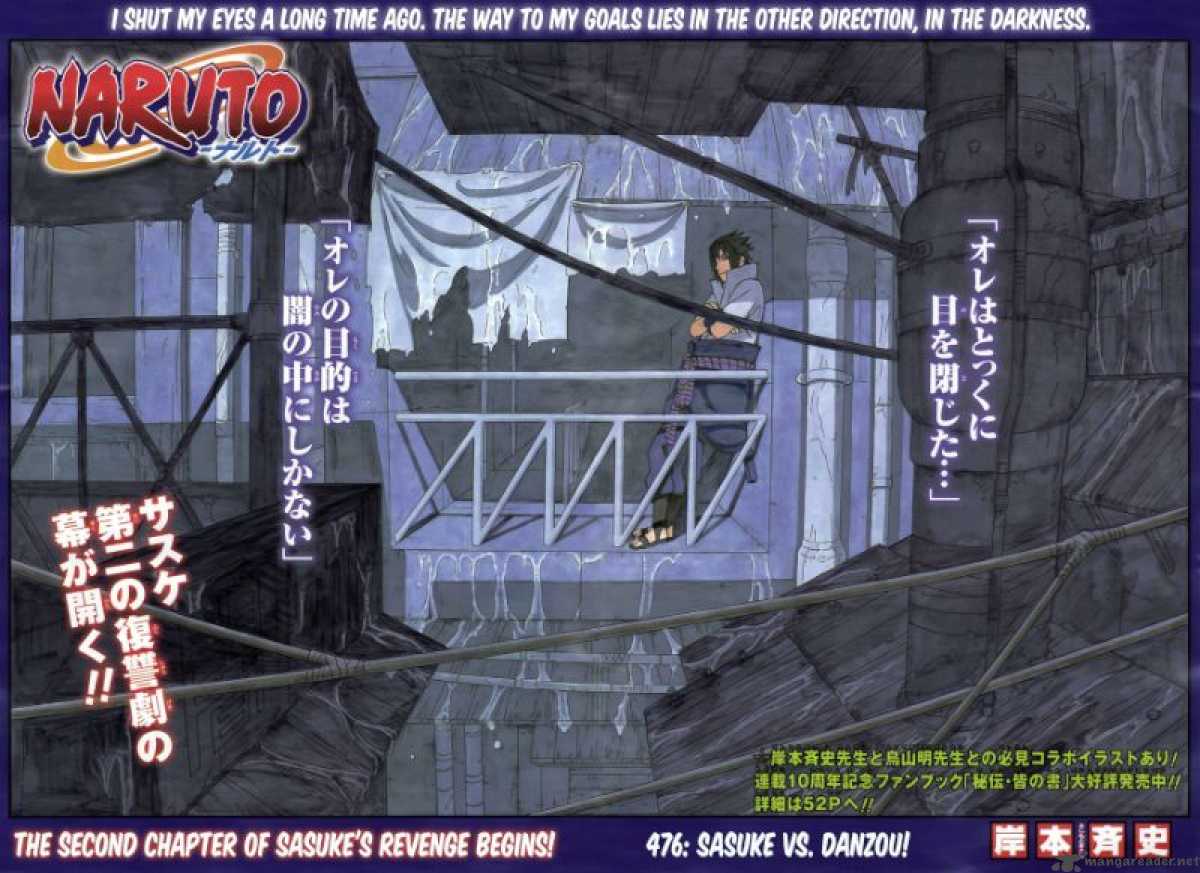 I SHUT MY EYES A LONG TIME AGO. THE WAY TO MY GOALS LIES IN THE OTHER DIRECTION, IN THE DARKNESS.
NARUTO
-ナルト-
「オレはとっくに
目を閉じた…」
「オレの目的は
闇の中にしかない」
サスケ
第二の復讐劇の
幕が開く!!
岸本斉史先生と鳥山明先生との必見コラボイラストあり!
連載10周年記念ファンブック「秘伝・皆の書」大好評発売中!!
詳細は52Pへ!!
THE SECOND CHAPTER OF SASUKE'S REVENGE BEGINS!
476: SASUKE VS. DANZOU!
岸本斉史
mangareader.net